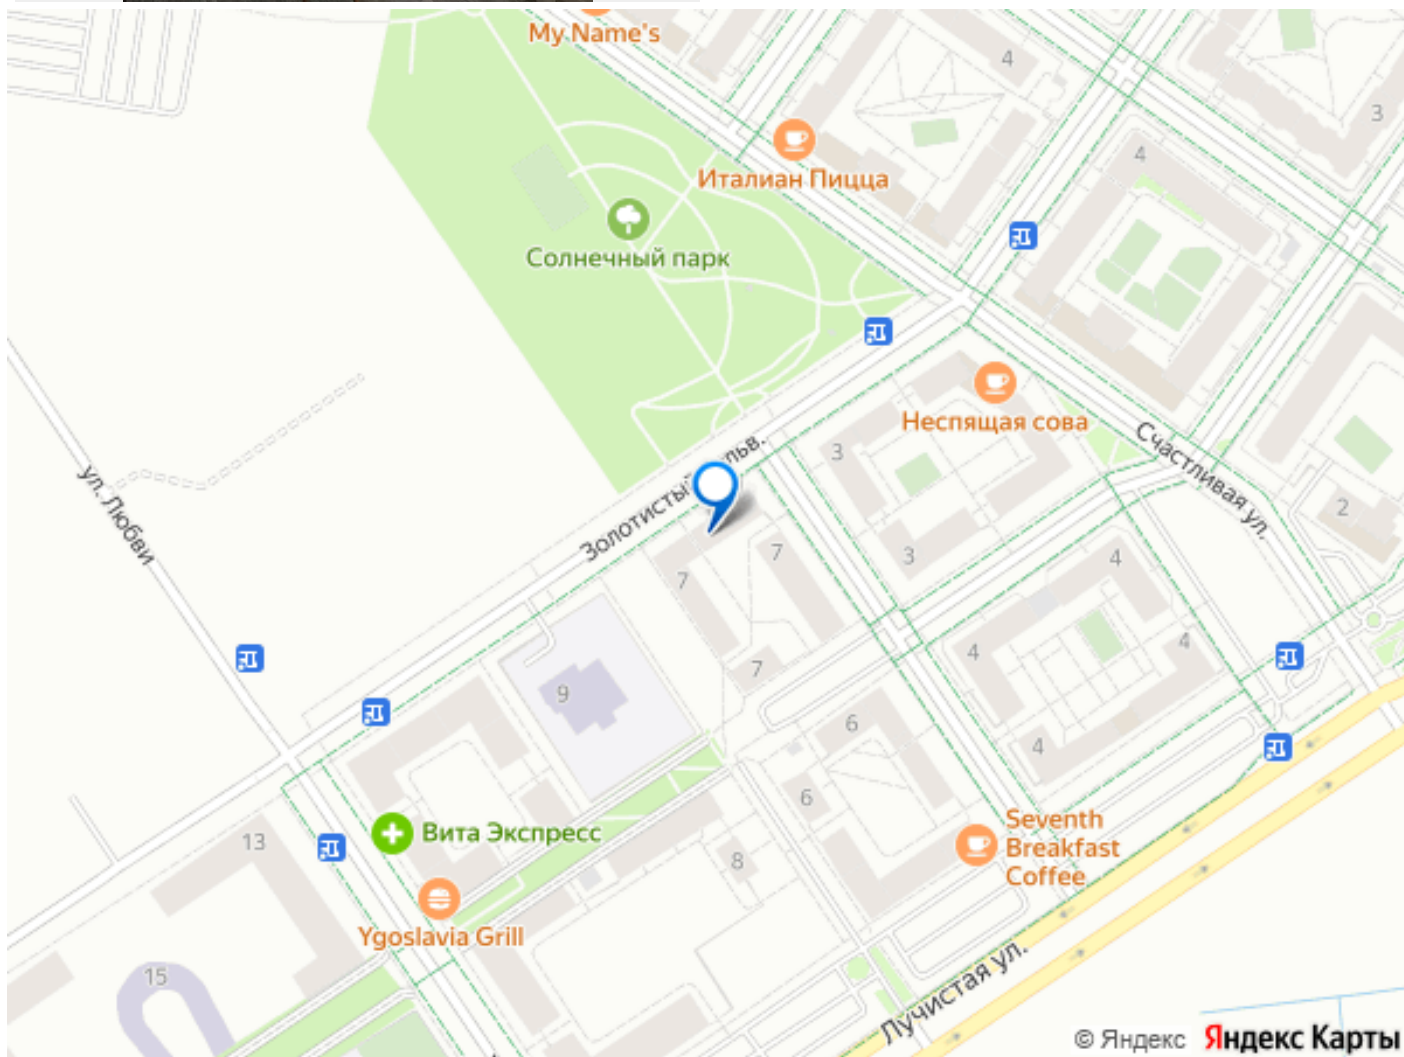 My Name's
4
3
Италиан Пицца
4
Солнечный парк
Неспящая сова
Счастливая ул.
3
2
ул. Любви
Золотистый
льв.
7
7
3
4
7
4
4
9
6
4
6
Вита Экспресс
13
Seventh
Breakfast
Coffee
8
Ygoslavia Grill
15
Лучистая ул.
© Яндекс Яндекс Карты